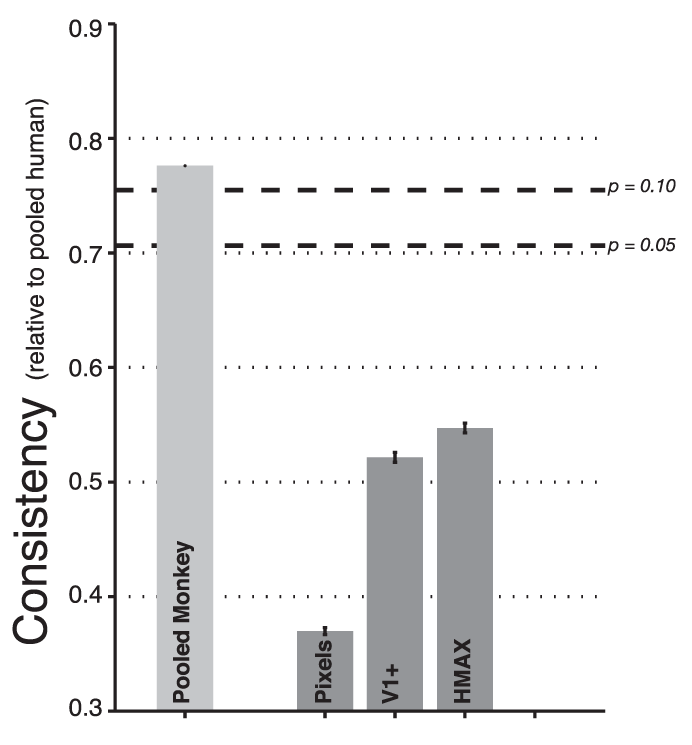 0.9
0.8
0.7
0.6
0.5
0.4
0.3
Consistency (relative to pooled human)
p = 0.10
p = 0.05
Pooled Monkey
Pixels
V1+
HMAX